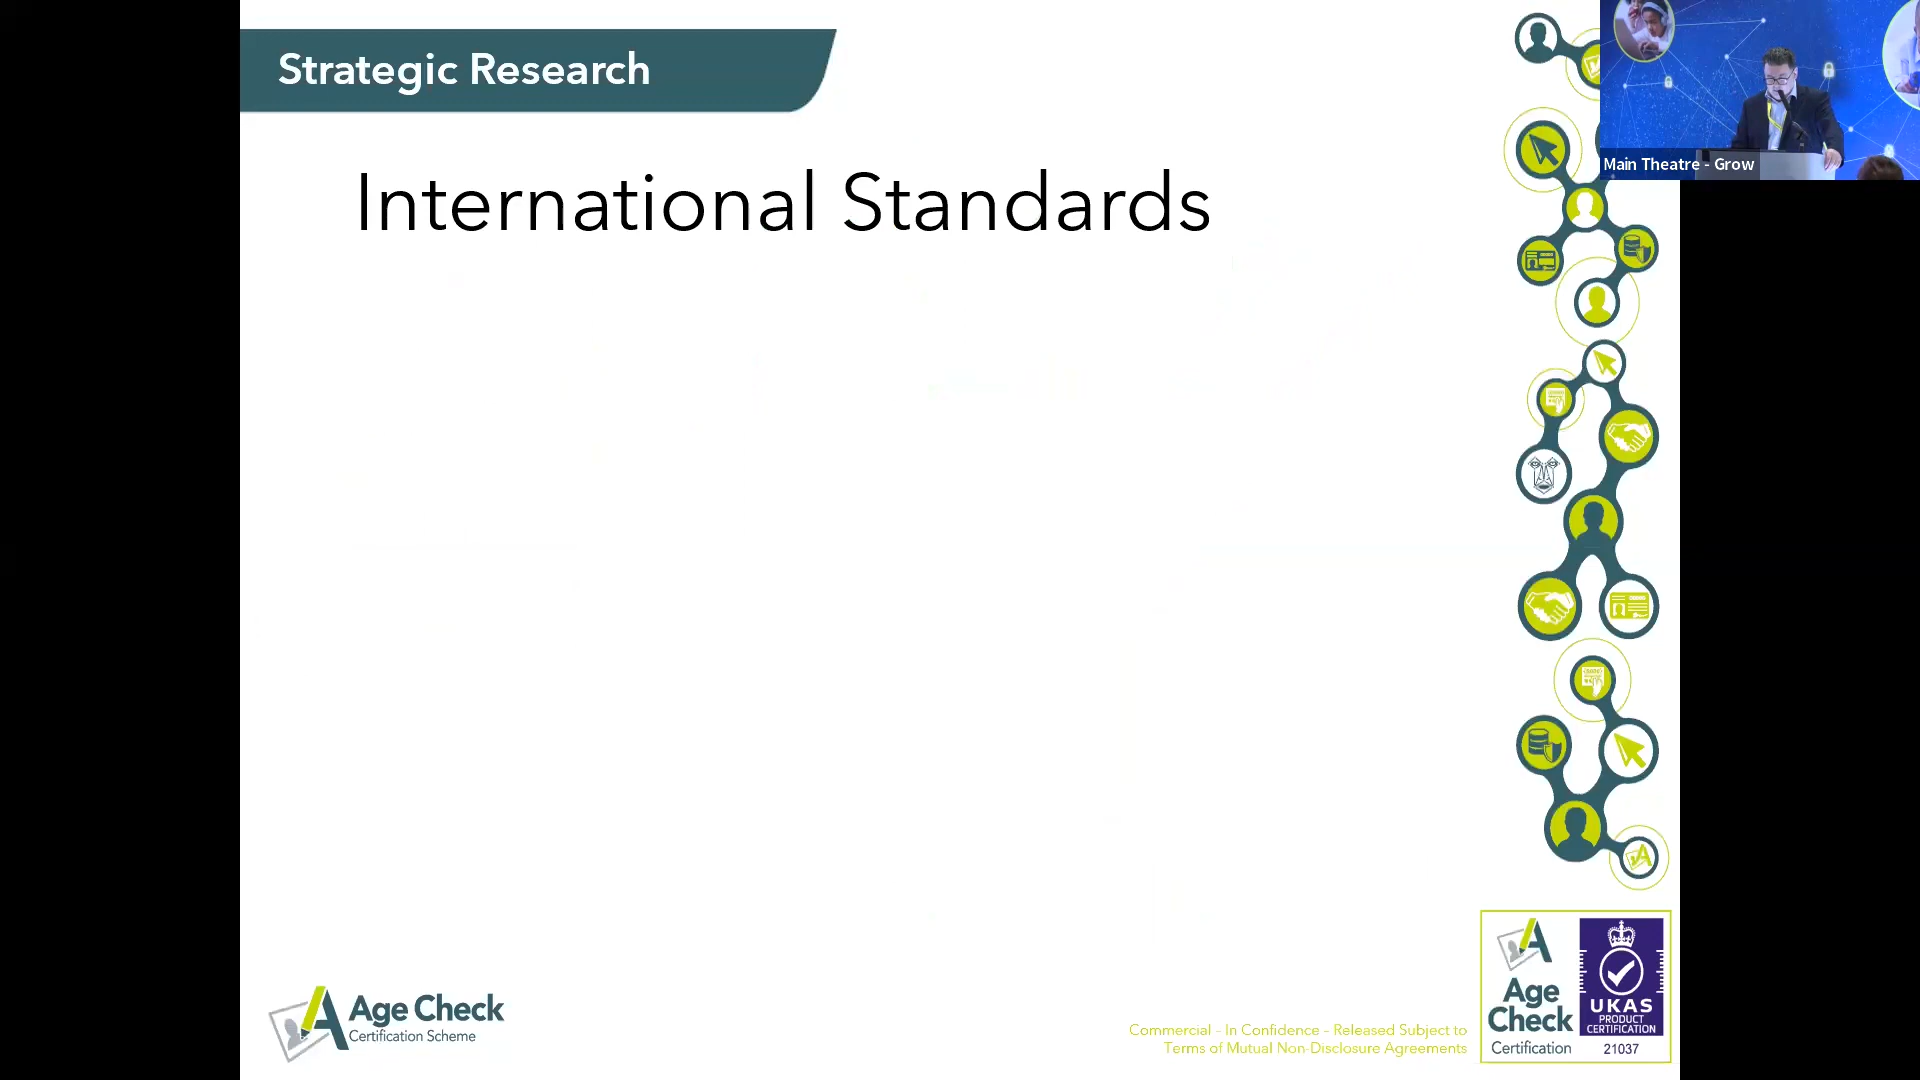 Strategic Research
International Standards
Main Theatre - Grow
Age Check
Certification Scheme
Commercial - In Confidence - Released Subject to
Terms of Mutual Non-Disclosure Agreements
Age
Check
Certification
UKAS
PRODUCT
CERTIFICATION
21037